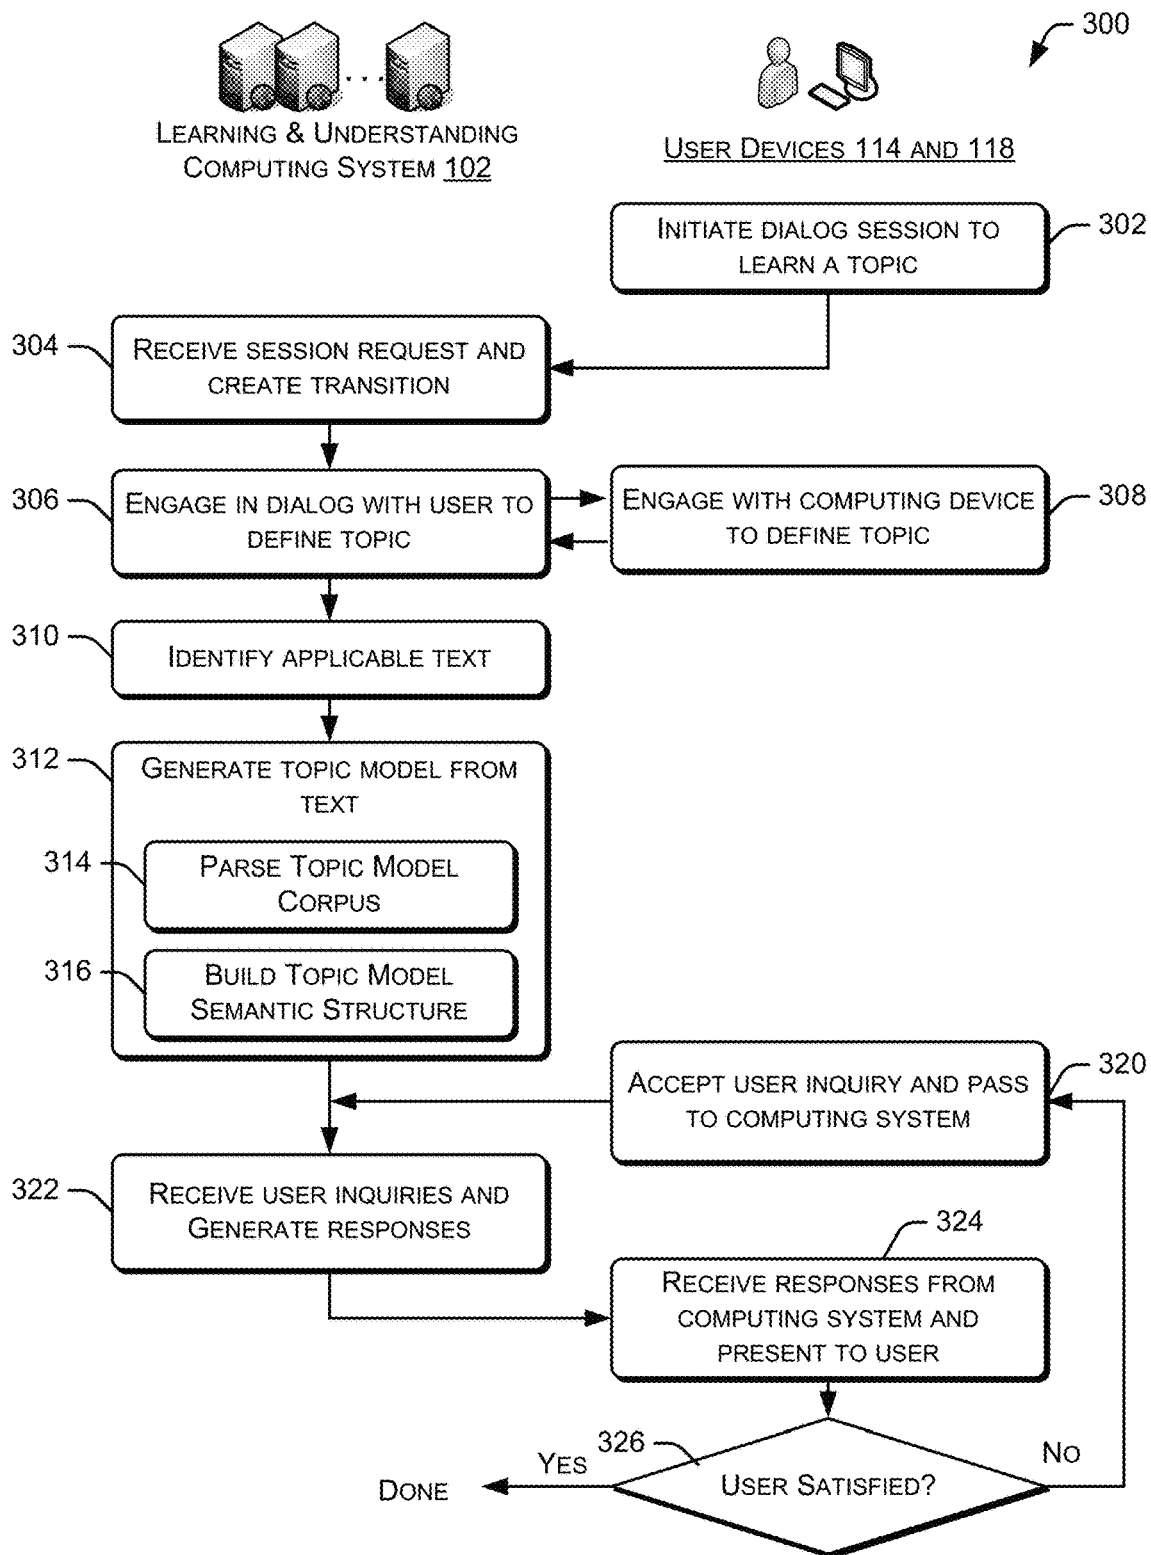 300
LEARNING & UNDERSTANDING
COMPUTING SYSTEM 102
USER DEVICES 114 AND 118
302
INITIATE DIALOG SESSION TO
LEARN A TOPIC
304
RECEIVE SESSION REQUEST AND
CREATE TRANSITION
306
ENGAGE IN DIALOG WITH USER TO
DEFINE TOPIC
308
ENGAGE WITH COMPUTING DEVICE
TO DEFINE TOPIC
310
IDENTIFY APPLICABLE TEXT
312
GENERATE TOPIC MODEL FROM
TEXT
314
PARSE TOPIC MODEL
CORPUS
316
BUILD TOPIC MODEL
SEMANTIC STRUCTURE
320
ACCEPT USER INQUIRY AND PASS
TO COMPUTING SYSTEM
322
RECEIVE USER INQUIRIES AND
GENERATE RESPONSES
324
RECEIVE RESPONSES FROM
COMPUTING SYSTEM AND
PRESENT TO USER
326
USER SATISFIED?
YES
NO
DONE